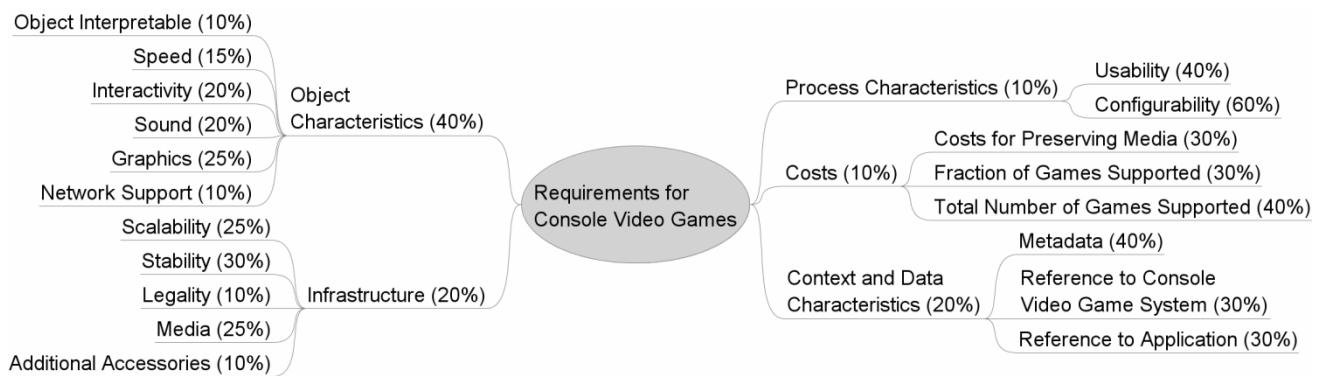 Object Interpretable (10%)
Speed (15%)
Interactivity (20%)
Sound (20%)
Graphics (25%)
Network Support (10%)
Object
Characteristics (40%)
Scalability (25%)
Stability (30%)
Legality (10%)
Media (25%)
Additional Accessories (10%)
Infrastructure (20%)
Requirements for
Console Video Games
Process Characteristics (10%)
Usability (40%)
Configurability (60%)
Costs (10%)
Costs for Preserving Media (30%)
Fraction of Games Supported (30%)
Total Number of Games Supported (40%)
Context and Data
Characteristics (20%)
Metadata (40%)
Reference to Console
Video Game System (30%)
Reference to Application (30%)